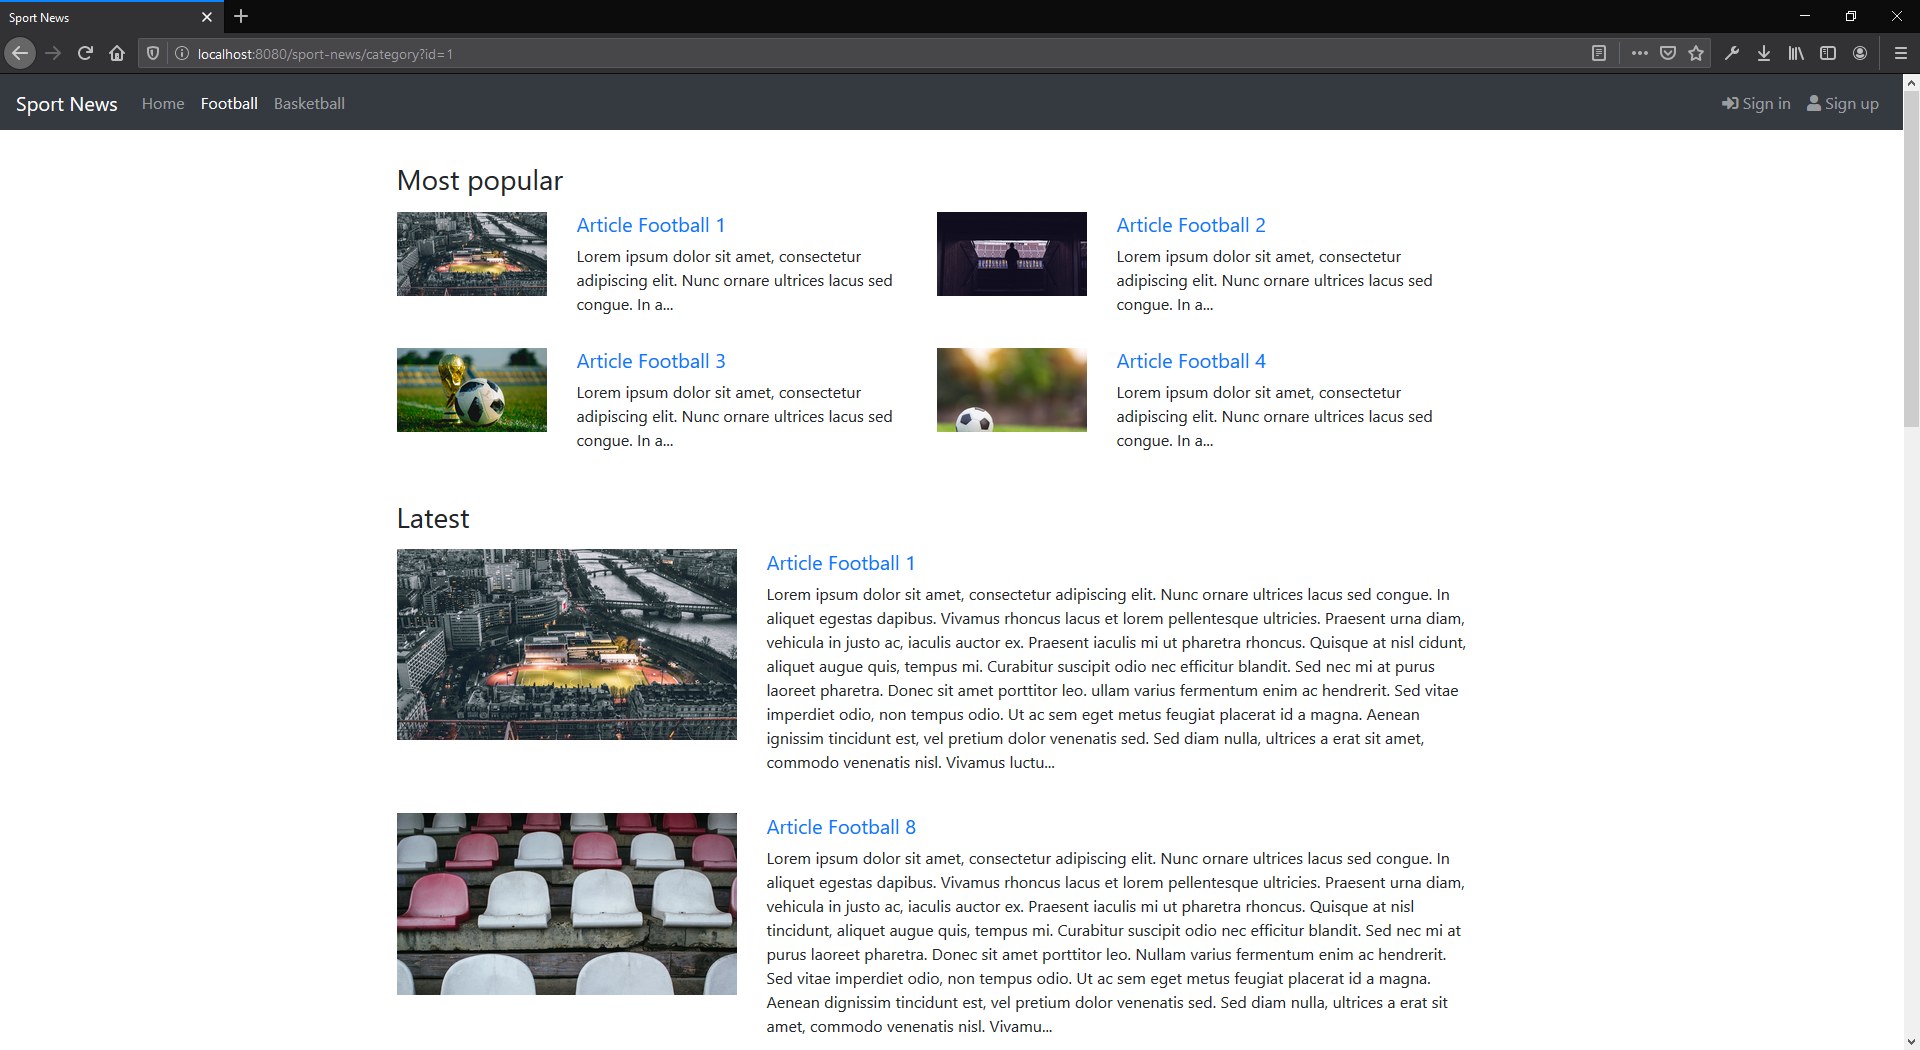 Sport News
localhost:8080/sport-news/category?id=1
Sport News Home Football Basketball Sign in Sign up
Most popular
Article Football 1
Lorem ipsum dolor sit amet, consectetur
adipiscing elit. Nunc ornare ultrices lacus sed
congue. In a...
Article Football 2
Lorem ipsum dolor sit amet, consectetur
adipiscing elit. Nunc ornare ultrices lacus sed
congue. In a...
Article Football 3
Lorem ipsum dolor sit amet, consectetur
adipiscing elit. Nunc ornare ultrices lacus sed
congue. In a...
Article Football 4
Lorem ipsum dolor sit amet, consectetur
adipiscing elit. Nunc ornare ultrices lacus sed
congue. In a...
Latest
Article Football 1
Lorem ipsum dolor sit amet, consectetur adipiscing elit. Nunc ornare ultrices lacus sed congue. In
aliquet egestas dapibus. Vivamus rhoncus lacus et lorem pellentesque ultricies. Praesent urna diam,
vehicula in justo ac, iaculis auctor ex. Praesent iaculis mi ut pharetra rhoncus. Quisque at nisl cidunt,
aliquet augue quis, tempus mi. Curabitur suscipit odio nec efficitur blandit. Sed nec mi at purus
laoreet pharetra. Donec sit amet porttitor leo. ullam varius fermentum enim ac hendrerit. Sed vitae
imperdiet odio, non tempus odio. Ut ac sem eget metus feugiat placerat id a magna. Aenean
ignissim tincidunt est, vel pretium dolor venenatis sed. Sed diam nulla, ultrices a erat sit amet,
commodo venenatis nisl. Vivamus luctu...
Article Football 8
Lorem ipsum dolor sit amet, consectetur adipiscing elit. Nunc ornare ultrices lacus sed congue. In
aliquet egestas dapibus. Vivamus rhoncus lacus et lorem pellentesque ultricies. Praesent urna diam,
vehicula in justo ac, iaculis auctor ex. Praesent iaculis mi ut pharetra rhoncus. Quisque at nisl
tincidunt, aliquet augue quis, tempus mi. Curabitur suscipit odio nec efficitur blandit. Sed nec mi at
purus laoreet pharetra. Donec sit amet porttitor leo. Nullam varius fermentum enim ac hendrerit.
Sed vitae imperdiet odio, non tempus odio. Ut ac sem eget metus feugiat placerat id a magna.
Aenean dignissim tincidunt est, vel pretium dolor venenatis sed. Sed diam nulla, ultrices a erat sit
amet, commodo venenatis nisl. Vivamu...